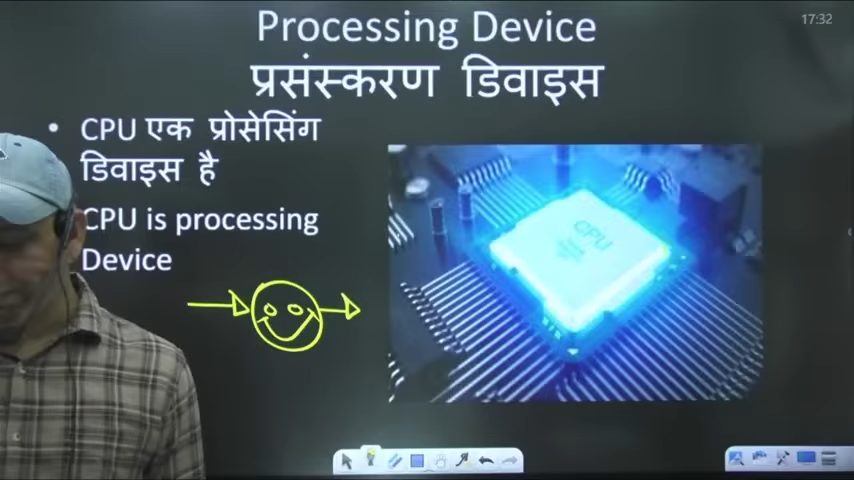 Processing Device
17:32
प्रसंस्करण डिवाइस
• CPU एक प्रोसेसिंग
डिवाइस है
CPU is processing
Device
CPU